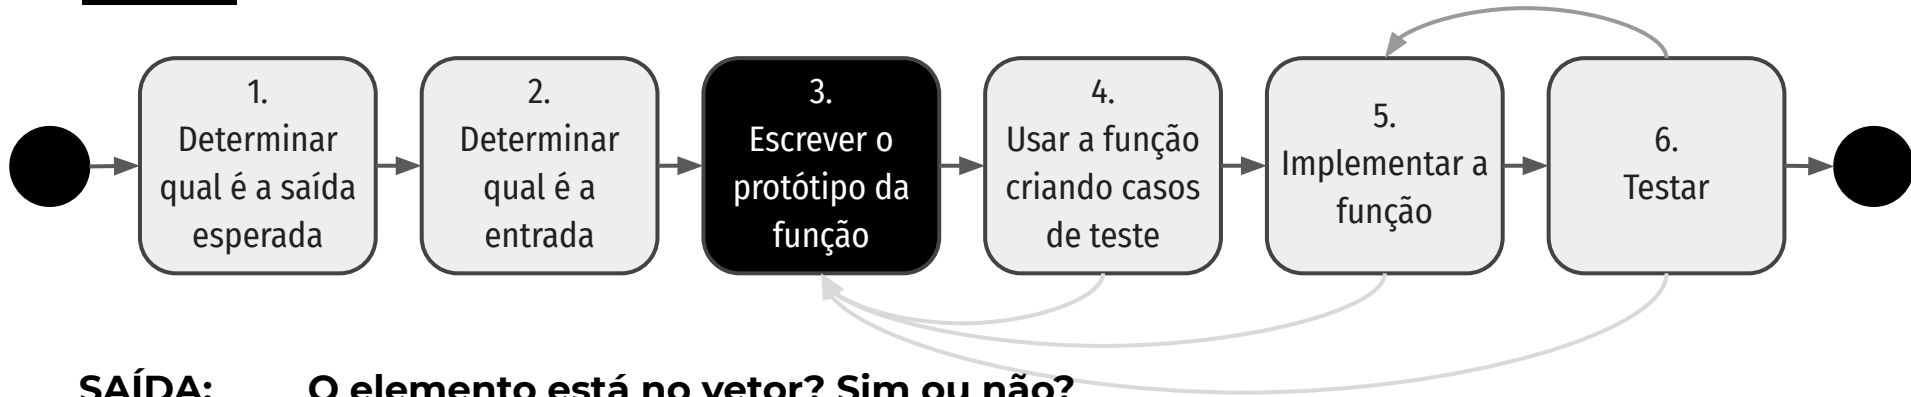 1.
Determinar
qual é a saída
esperada
2.
Determinar
qual é a
entrada
3.
Escrever o
protótipo da
função
4.
Usar a função
criando casos
de teste
5.
Implementar a
função
6.
Testar
SAÍDA: O elemento está no vetor? Sim ou não?